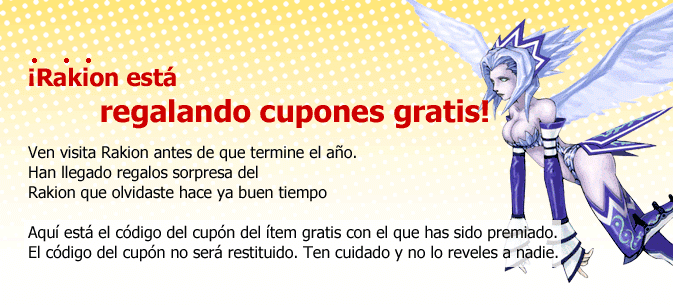 ¡Rakion está
regalando cupones gratis!
Ven visita Rakion antes de que termine el año.
Han llegado regalos sorpresa del
Rakion que olvidaste hace ya buen tiempo
Aquí está el código del cupón del ítem gratis con el que has sido premiado.
El código del cupón no será restituido. Ten cuidado y no lo reveles a nadie.